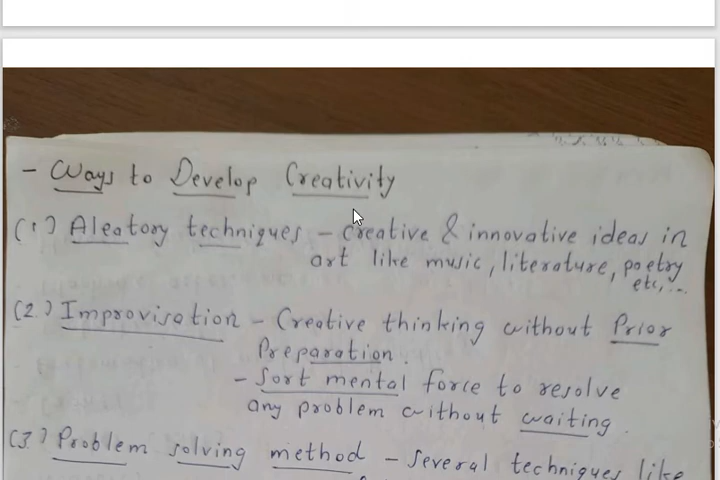 - Ways to Develop Creativity
(1) Aleatory techniques - creative & innovative ideas in
art like music, literature, poetry
etc,...
(2) Improvisation - Creative thinking without Prior
Preparation.
- Sort mental force to resolve
any problem without waiting.
(3) Problem solving method - several techniques like